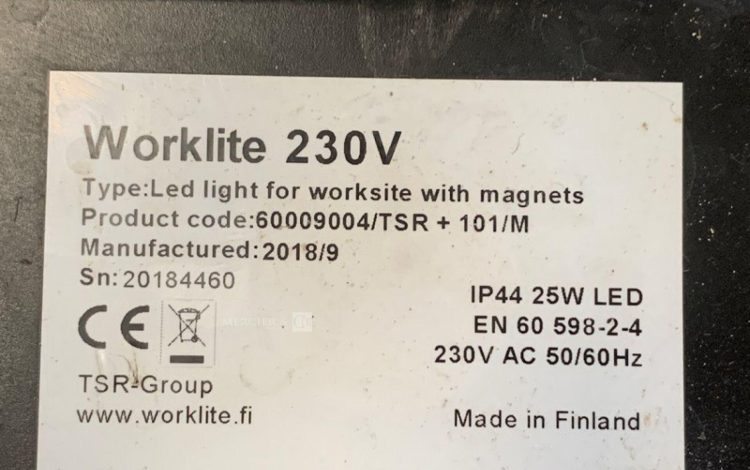 Worklite 230V
Type:Led light for worksite with magnets
Product code:60009004/TSR + 101/M
Manufactured:2018/9
Sn:20184460
IP44 25W LED
CE
EN 60 598-2-4
230V AC 50/60Hz
TSR-Group
www.worklite.fi
Made in Finland